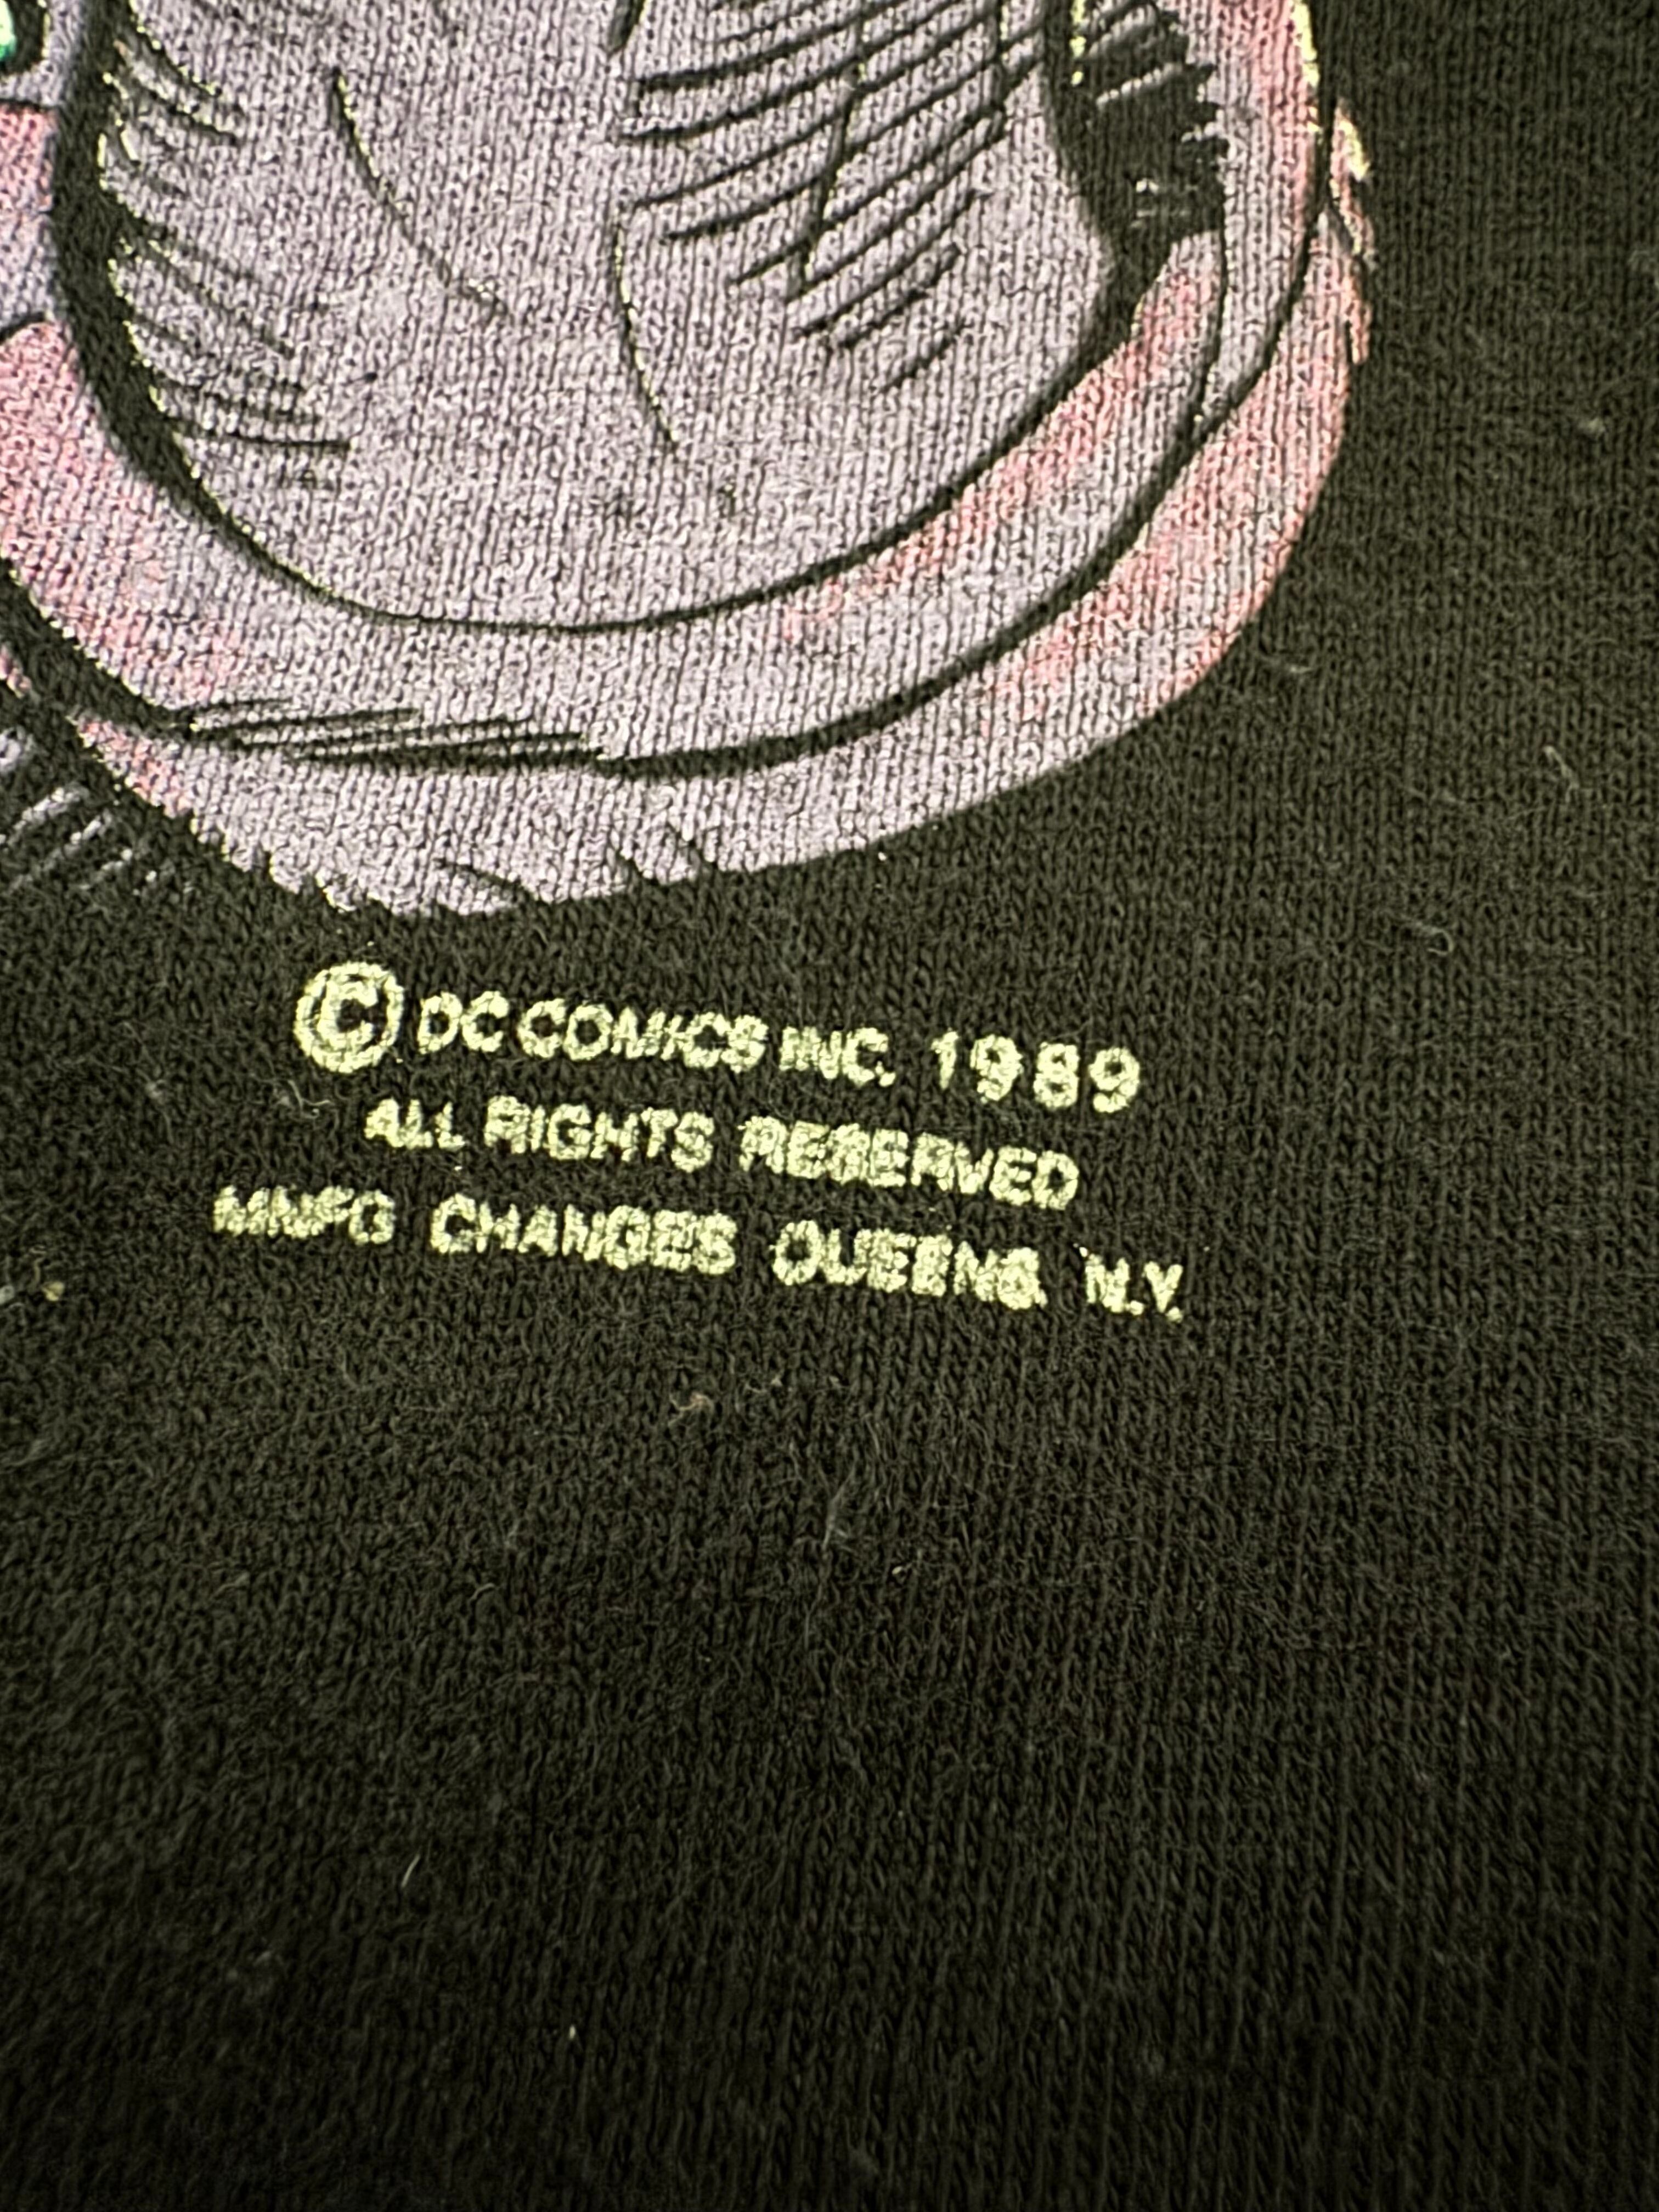 © DC COMICS INC. 1989
ALL RIGHTS RESERVED
MNFG CHANGES QUEENS, N.Y.